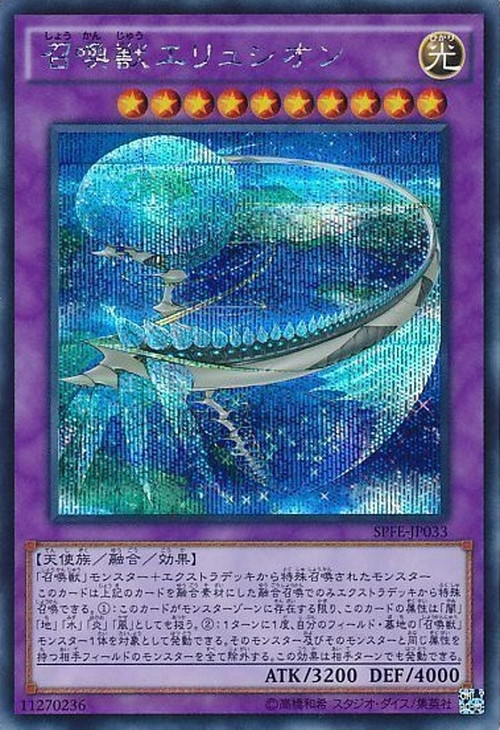 召喚獣エリュシオン
光
SPFE-JP033
【天使族／融合／効果】
「召喚獣」モンスター＋エクストラデッキから特殊召喚されたモンスター
このカードは上記のカードを融合素材にした融合召喚でのみエクストラデッキから特殊
召喚できる。①：このカードがモンスターゾーンに存在する限り、このカードの属性は「闇」
「地」「水」「炎」「風」としても扱う。②：１ターンに１度、自分のフィールド・墓地の「召喚獣」
モンスター１体を対象として発動できる。そのモンスター及びそのモンスターと同じ属性を
持つ相手フィールドのモンスターを全て除外する。この効果は相手ターンでも発動できる。
ATK/3200 DEF/4000
11270236
©高橋和希 スタジオ・ダイス/集英社